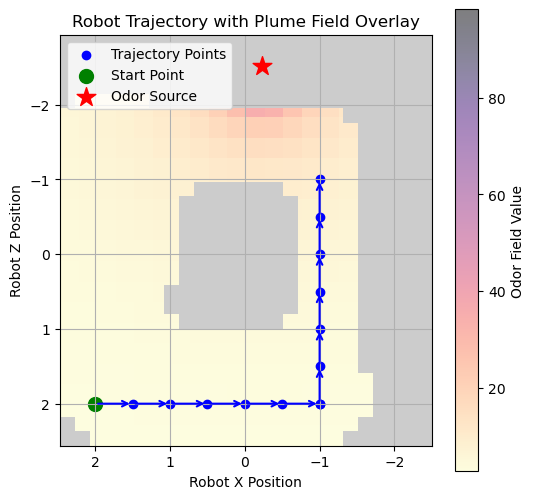 Robot Trajectory with Plume Field Overlay
Trajectory Points
Start Point
Odor Source
−2
−1
0
1
2
Robot Z Position
2
1
0
−1
−2
Robot X Position
80
60
40
20
Odor Field Value